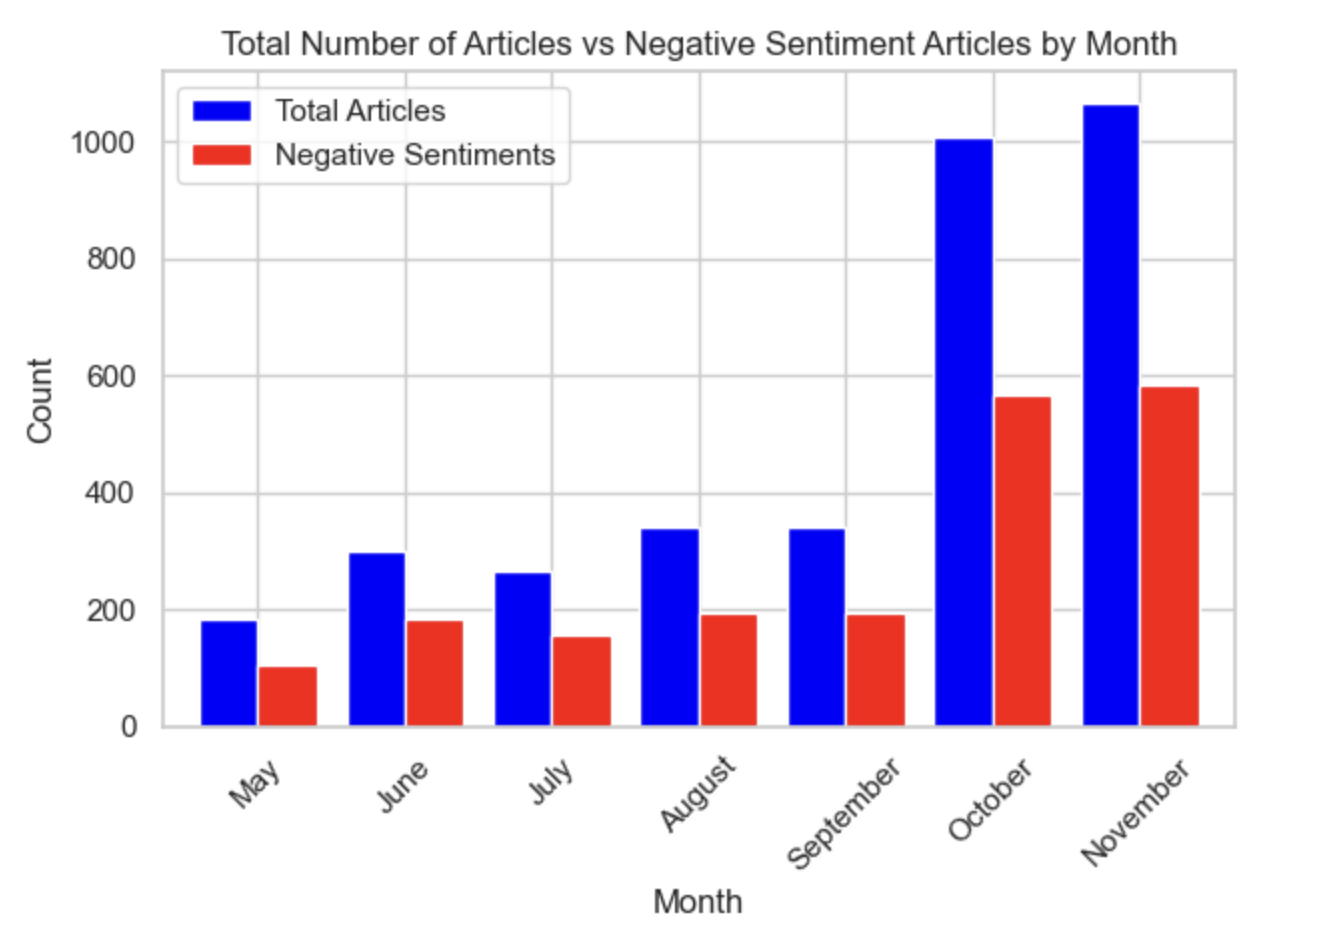 Total Number of Articles vs Negative Sentiment Articles by Month
Total Articles
Negative Sentiments
1000
800
600
400
200
0
Count
May
June
July
August
September
October
November
Month